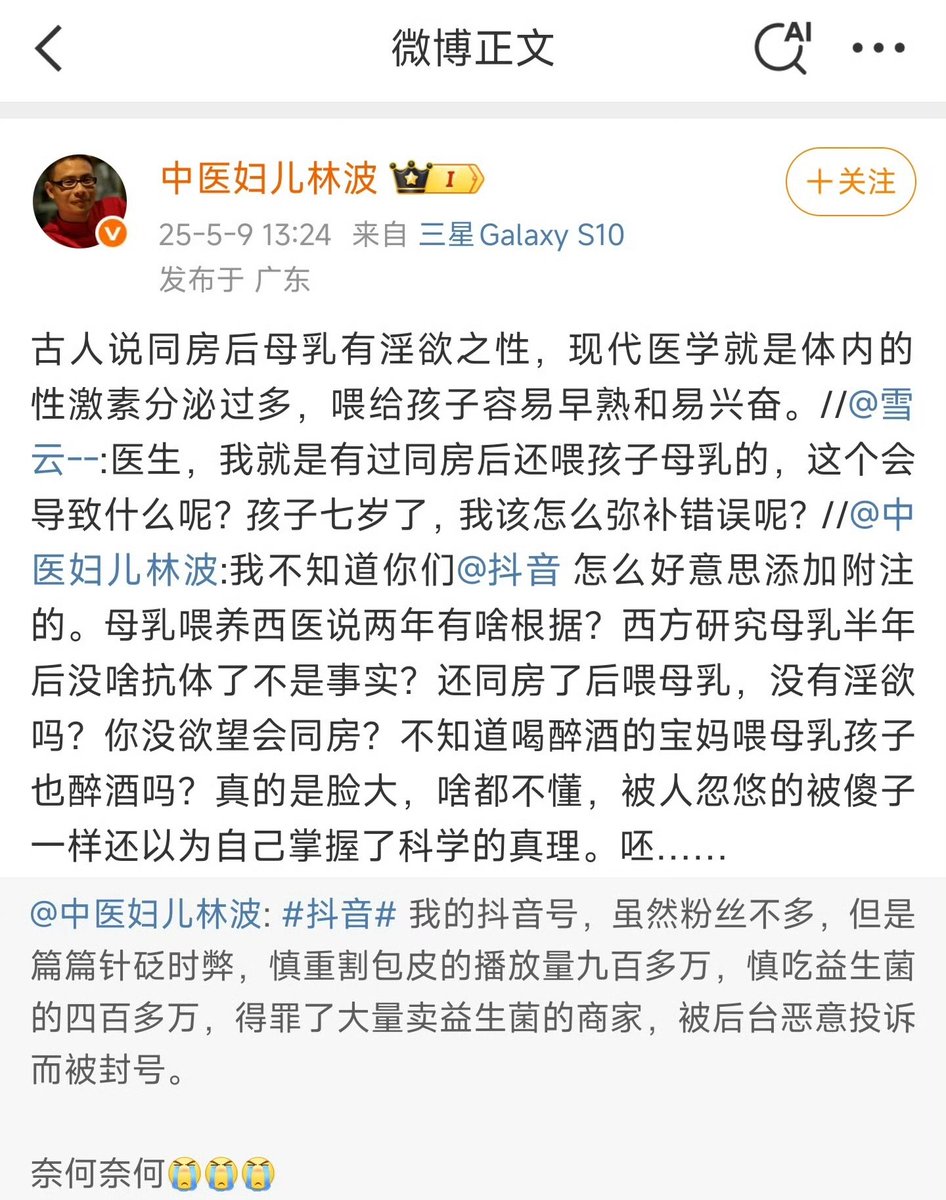 微博正文
AI
中医妇儿林波
I
+关注
25-5-9 13:24 来自 三星Galaxy S10
发布于 广东
古人说同房后母乳有淫欲之性，现代医学就是体内的
性激素分泌过多，喂给孩子容易早熟和易兴奋。//@雪
云--:医生，我就是有过同房后还喂孩子母乳的，这个会
导致什么呢？孩子七岁了，我该怎么弥补错误呢？//@中
医妇儿林波:我不知道你们@抖音 怎么好意思添加附注
的。母乳喂养西医说两年有啥根据？西方研究母乳半年
后没啥抗体了不是事实？还同房了后喂母乳，没有淫欲
吗？你没欲望会同房？不知道喝醉酒的宝妈喂母乳孩子
也醉酒吗？真的是脸大，啥都不懂，被人忽悠的被傻子
一样还以为自己掌握了科学的真理。呸……
@中医妇儿林波: #抖音# 我的抖音号，虽然粉丝不多，但是
篇篇针砭时弊，慎重割包皮的播放量九百多万，慎吃益生菌
的四百多万，得罪了大量卖益生菌的商家，被后台恶意投诉
而被封号。
奈何奈何😭😭😭